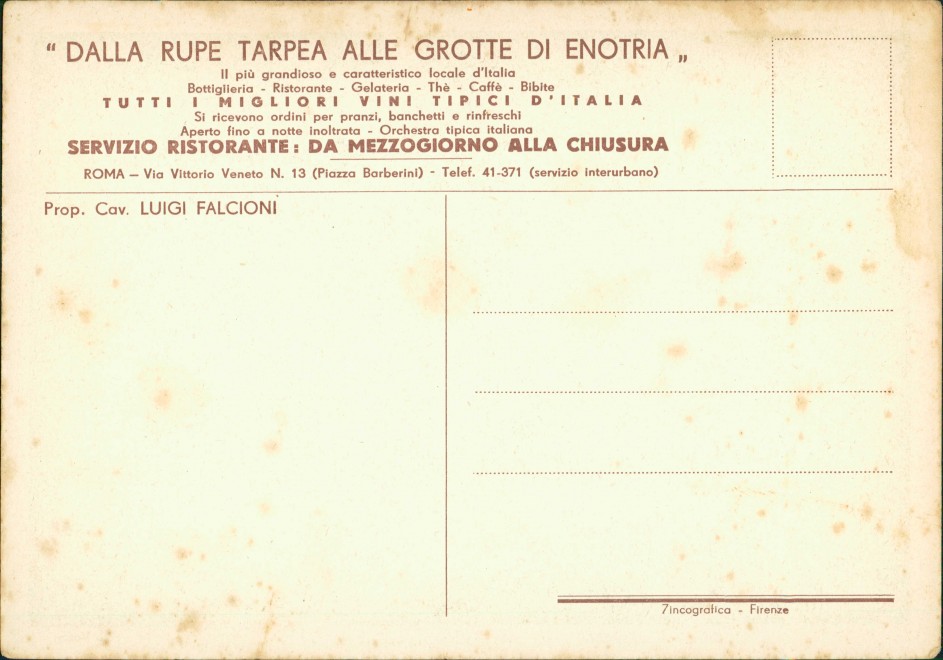 “ DALLA RUPE TARPEA ALLE GROTTE DI ENOTRIA „
Il più grandioso e caratteristico locale d'Italia
Bottiglieria - Ristorante - Gelateria - Thè - Caffè - Bibite
TUTTI I MIGLIORI VINI TIPICI D'ITALIA
Si ricevono ordini per pranzi, banchetti e rinfreschi
Aperto fino a notte inoltrata - Orchestra tipica italiana
SERVIZIO RISTORANTE: DA MEZZOGIORNO ALLA CHIUSURA
ROMA — Via Vittorio Veneto N. 13 (Piazza Barberini) - Telef. 41-371 (servizio interurbano)
Prop. Cav. LUIGI FALCIONI
Zincografica - Firenze